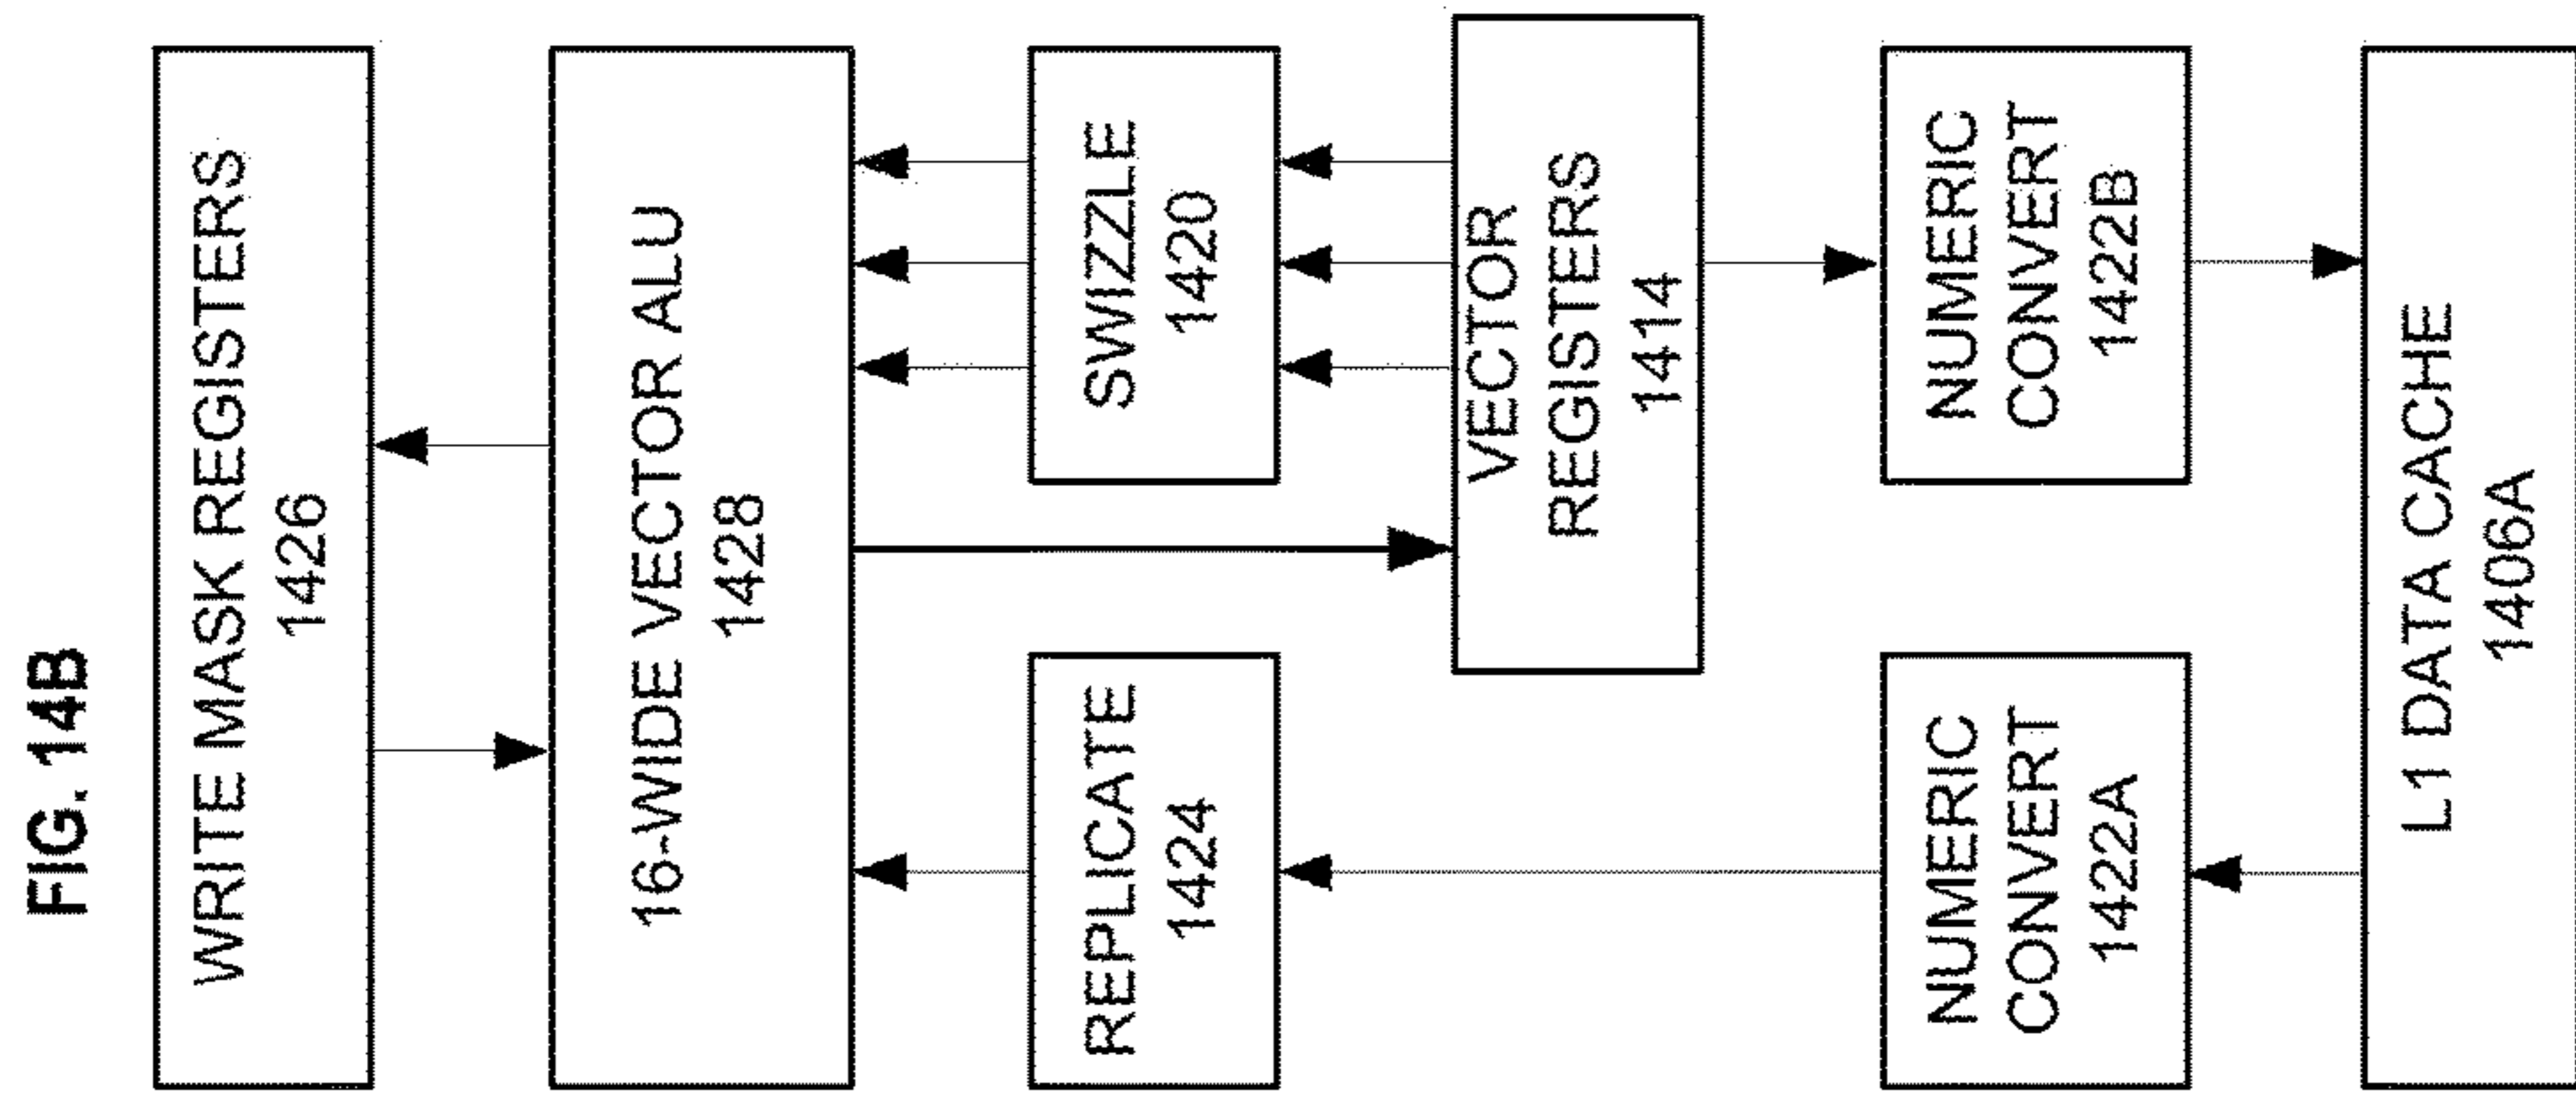 FIG. 14B
WRITE MASK REGISTERS
1426
16-WIDE VECTOR ALU
1428
REPLICATE
1424
SWIZZLE
1420
VECTOR
REGISTERS
1414
NUMERIC
CONVERT
1422A
NUMERIC
CONVERT
1422B
L1 DATA CACHE
1406A